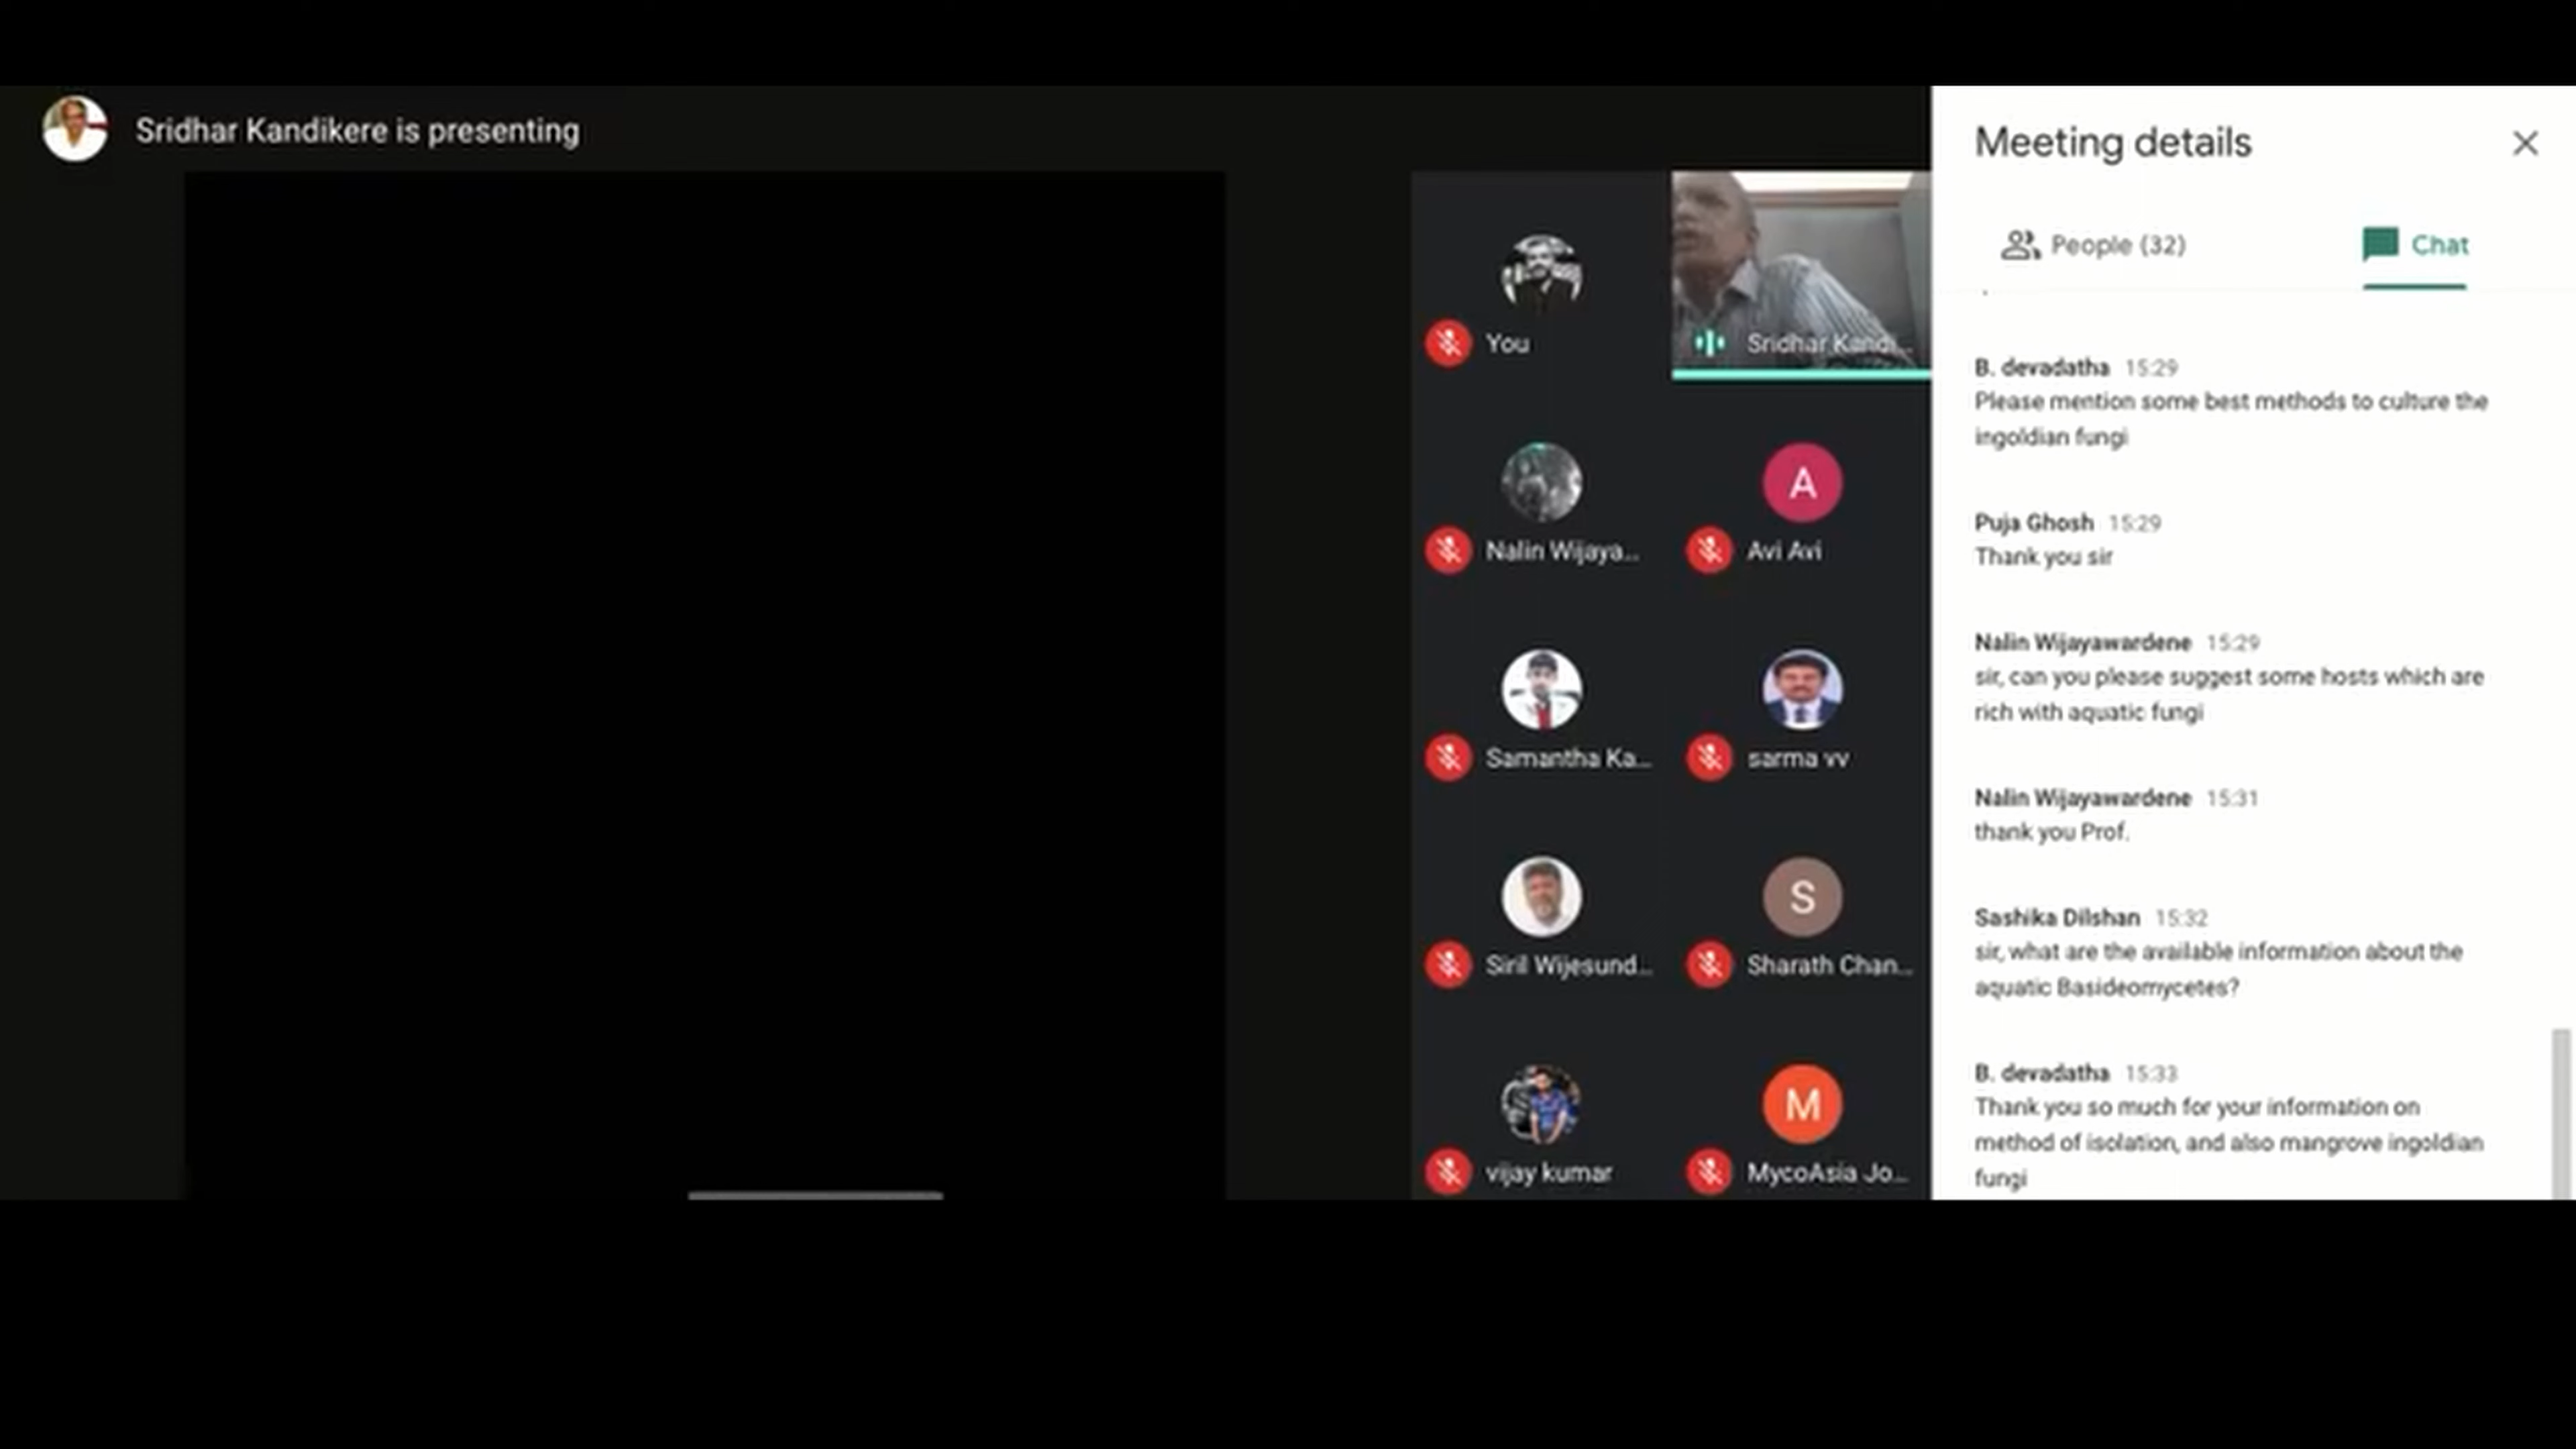 Sridhar Kandikere is presenting
You
Sridhar Kandi...
Nalin Wijaya...
A
Avi Avi
Samantha Ka...
sarma vv
Siril Wijesund...
S
Sharath Chan...
vijay kumar
M
MycoAsia Jo...
Meeting details
People (32)
Chat
B. devadatha 15:29
Please mention some best methods to culture the
ingoldian fungi
Puja Ghosh 15:29
Thank you sir
Nalin Wijayawardene 15:29
sir, can you please suggest some hosts which are
rich with aquatic fungi
Nalin Wijayawardene 15:31
thank you Prof.
Sashika Dilshan 15:32
sir, what are the available information about the
aquatic Basideomycetes?
B. devadatha 15:33
Thank you so much for your information on
method of isolation, and also mangrove ingoldian
fungi